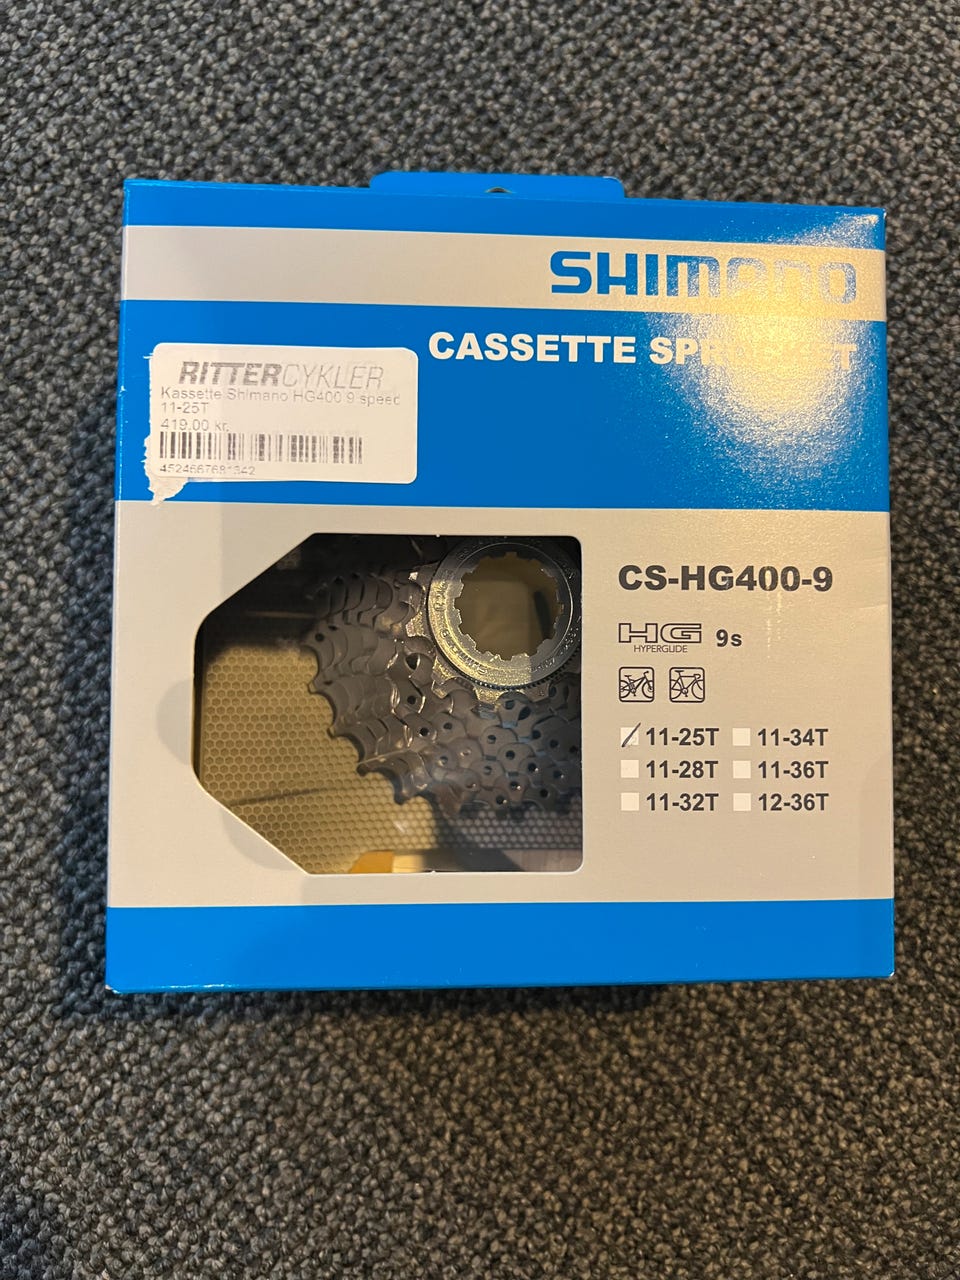 SHIMANO
CASSETTE SPROCKET
RITTERCYKLER
Kassette Shimano HG400 9 speed
11-25T
419.00 kr.
4524667681342
CS-HG400-9
HG 9s
HYPERGLIDE
11-25T 11-34T
11-28T 11-36T
11-32T 12-36T